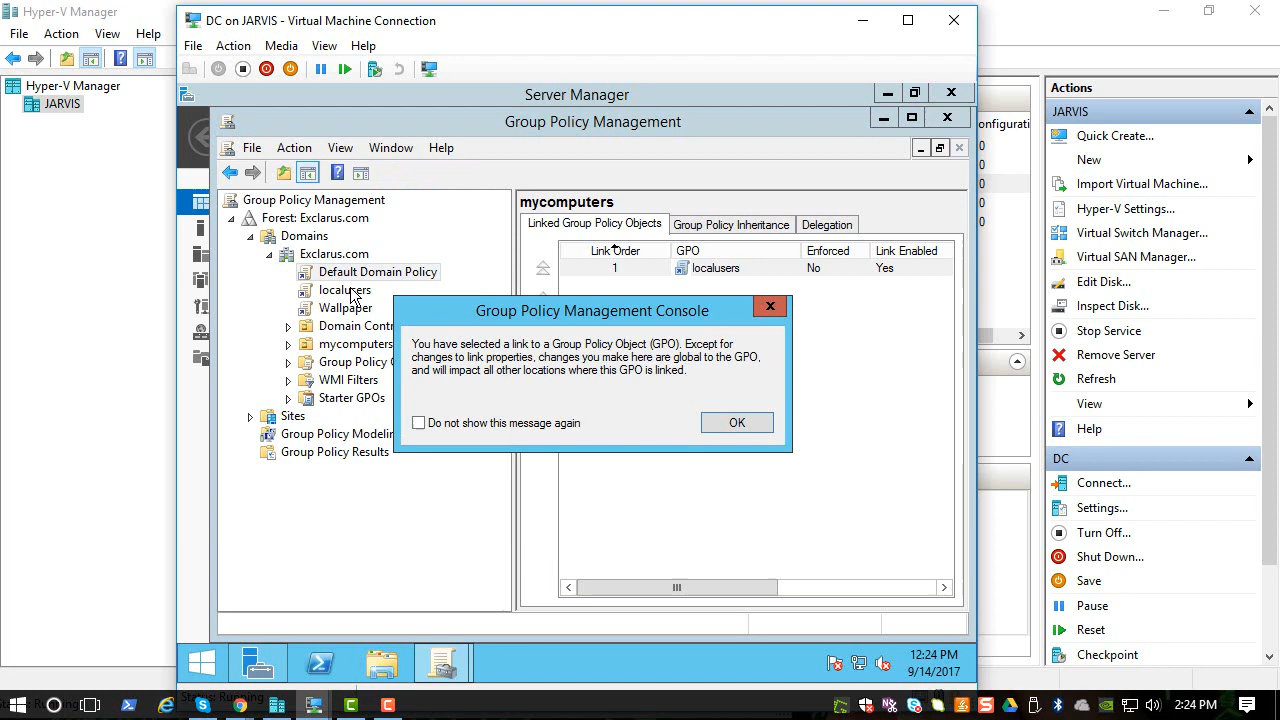 Hyper-V Manager
File Action View Help
Hyper-V Manager
JARVIS
DC on JARVIS - Virtual Machine Connection
File Action Media View Help
Server Manager
Group Policy Management
File Action View Window Help
Group Policy Management
Forest: Exclarus.com
Domains
Exclarus.com
Default Domain Policy
localusers
Wallpaper
Domain Contr
mycomputers
Group Policy O
WMI Filters
Starter GPOs
Sites
Group Policy Modelin
Group Policy Results
mycomputers
Linked Group Policy Objects Group Policy Inheritance Delegation
Link Order GPO Enforced Link Enabled
1 localusers No Yes
Group Policy Management Console
You have selected a link to a Group Policy Object (GPO). Except for
changes to link properties, changes you make here are global to the GPO,
and will impact all other locations where this GPO is linked.
Do not show this message again
OK
12:24 PM
9/14/2017
Status: Running
onfigurati
0
0
0
0
0
Actions
JARVIS
Quick Create...
New
Import Virtual Machine...
Hyper-V Settings...
Virtual Switch Manager...
Virtual SAN Manager...
Edit Disk...
Inspect Disk...
Stop Service
Remove Server
Refresh
View
Help
DC
Connect...
Settings...
Turn Off...
Shut Down...
Save
Pause
Reset
Checkpoint
2:24 PM